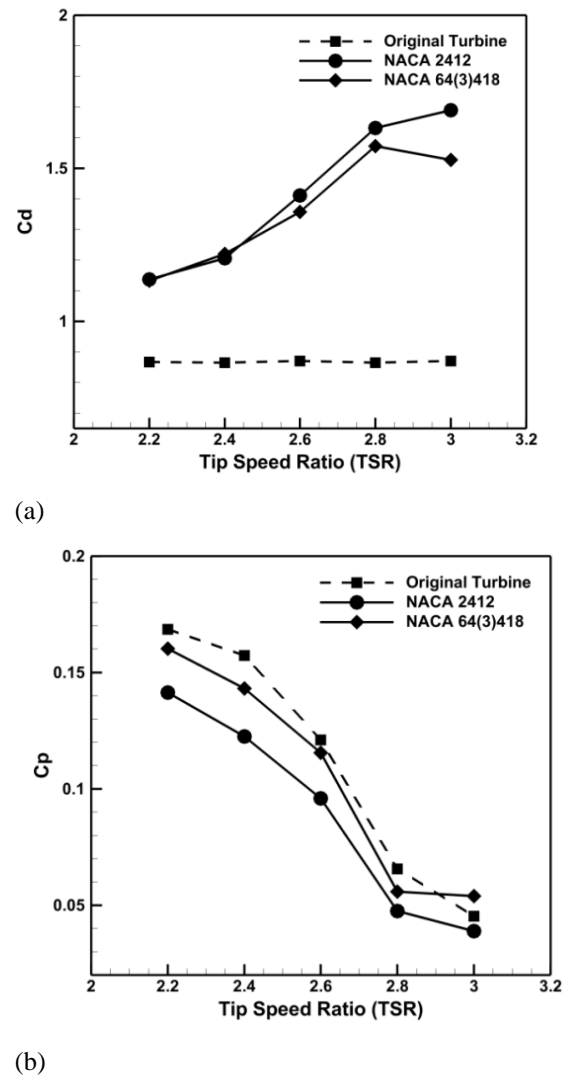 2
Original Turbine
NACA 2412
NACA 64(3)418
1.5
Cd
1
2 2.2 2.4 2.6 2.8 3 3.2
Tip Speed Ratio (TSR)
(a)
0.2
Original Turbine
NACA 2412
NACA 64(3)418
0.15
Cp
0.1
0.05
2 2.2 2.4 2.6 2.8 3 3.2
Tip Speed Ratio (TSR)
(b)